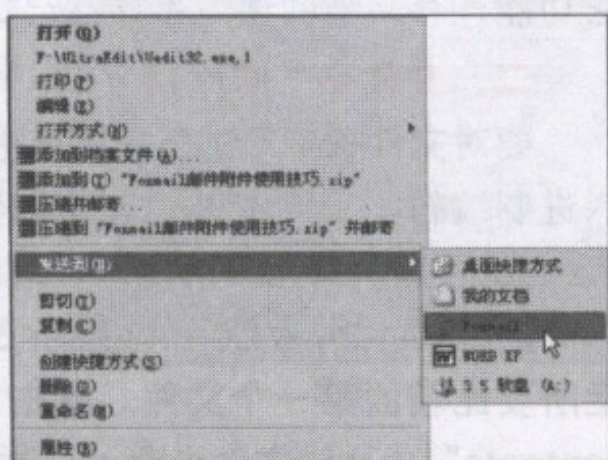 打开(O)
F:\UltraEdit\Uedit32.exe,1
打印(P)
编辑(E)
打开方式(H)
添加到档案文件(A)...
添加到(T) "Foxmail邮件附件使用技巧.zip"
压缩并邮寄...
压缩到 "Foxmail邮件附件使用技巧.zip" 并邮寄
发送到(N)
剪切(T)
复制(C)
创建快捷方式(S)
删除(D)
重命名(M)
属性(R)
桌面快捷方式
我的文档
Foxmail
WORD XP
3.5 软盘 (A:)